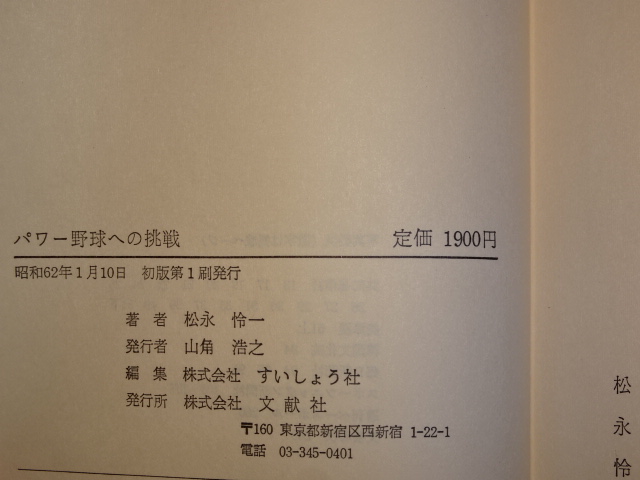 パワー野球への挑戦 定価 1900円
昭和62年1月10日 初版第1刷発行
著者 松永 怜一
発行者 山角 浩之
編集 株式会社 すいしょう社
発行所 株式会社 文献社
〒160 東京都新宿区西新宿 1-22-1
電話 03-345-0401
松永怜